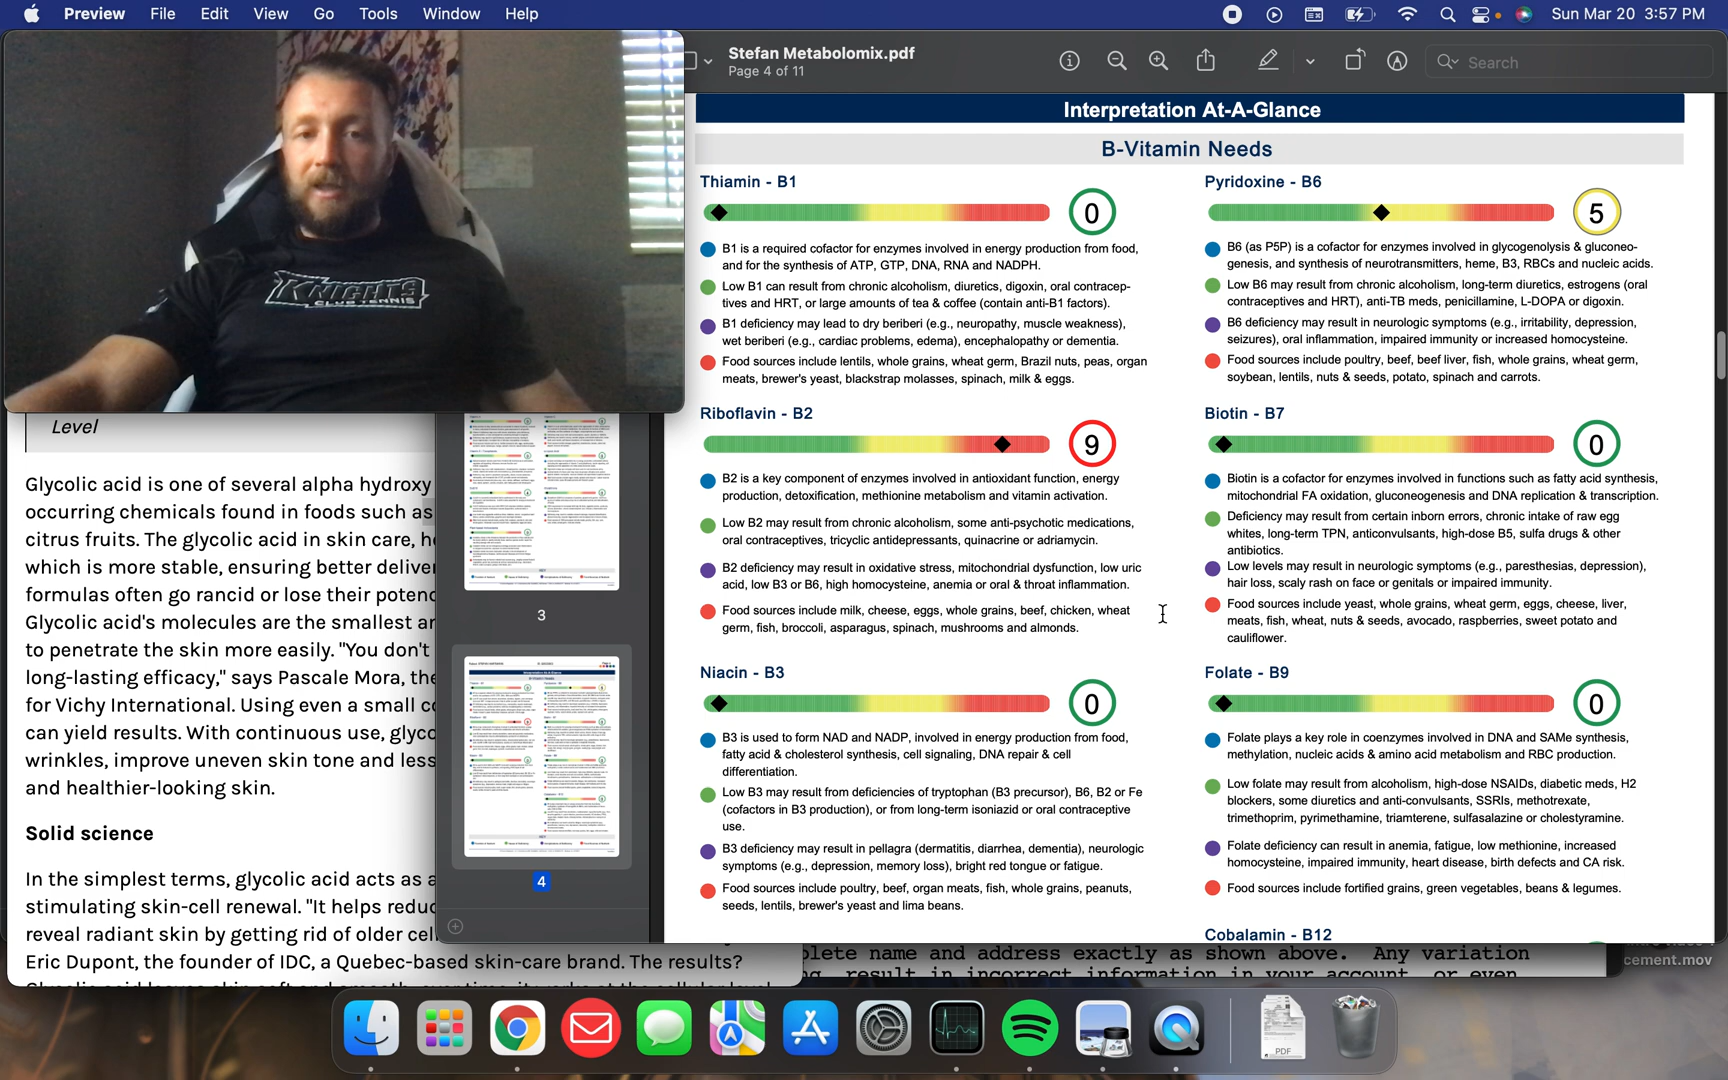 Preview File Edit View Go Tools Window Help
Sun Mar 20 3:57 PM
Stefan Metabolomix.pdf
Page 4 of 11
Search
KNIGHTS
CLUB TENNIS
Level
Glycolic acid is one of several alpha hydroxy
occurring chemicals found in foods such as
citrus fruits. The glycolic acid in skin care, h
which is more stable, ensuring better deliver
formulas often go rancid or lose their potenc
Glycolic acid's molecules are the smallest a
to penetrate the skin more easily. "You don't
long-lasting efficacy," says Pascale Mora, the
for Vichy International. Using even a small c
can yield results. With continuous use, glyco
wrinkles, improve uneven skin tone and less
and healthier-looking skin.
Solid science
In the simplest terms, glycolic acid acts as a
stimulating skin-cell renewal. "It helps reduc
reveal radiant skin by getting rid of older cel
Eric Dupont, the founder of IDC, a Quebec-based skin-care brand. The results?
3
4
Interpretation At-A-Glance
B-Vitamin Needs
Thiamin - B1
0
B1 is a required cofactor for enzymes involved in energy production from food,
and for the synthesis of ATP, GTP, DNA, RNA and NADPH.
Low B1 can result from chronic alcoholism, diuretics, digoxin, oral contracep-
tives and HRT, or large amounts of tea & coffee (contain anti-B1 factors).
B1 deficiency may lead to dry beriberi (e.g., neuropathy, muscle weakness),
wet beriberi (e.g., cardiac problems, edema), encephalopathy or dementia.
Food sources include lentils, whole grains, wheat germ, Brazil nuts, peas, organ
meats, brewer's yeast, blackstrap molasses, spinach, milk & eggs.
Riboflavin - B2
9
B2 is a key component of enzymes involved in antioxidant function, energy
production, detoxification, methionine metabolism and vitamin activation.
Low B2 may result from chronic alcoholism, some anti-psychotic medications,
oral contraceptives, tricyclic antidepressants, quinacrine or adriamycin.
B2 deficiency may result in oxidative stress, mitochondrial dysfunction, low uric
acid, low B3 or B6, high homocysteine, anemia or oral & throat inflammation.
Food sources include milk, cheese, eggs, whole grains, beef, chicken, wheat
germ, fish, broccoli, asparagus, spinach, mushrooms and almonds.
Niacin - B3
0
B3 is used to form NAD and NADP, involved in energy production from food,
fatty acid & cholesterol synthesis, cell signaling, DNA repair & cell
differentiation.
Low B3 may result from deficiencies of tryptophan (B3 precursor), B6, B2 or Fe
(cofactors in B3 production), or from long-term isoniazid or oral contraceptive
use.
B3 deficiency may result in pellagra (dermatitis, diarrhea, dementia), neurologic
symptoms (e.g., depression, memory loss), bright red tongue or fatigue.
Food sources include poultry, beef, organ meats, fish, whole grains, peanuts,
seeds, lentils, brewer's yeast and lima beans.
Pyridoxine - B6
5
B6 (as P5P) is a cofactor for enzymes involved in glycogenolysis & gluconeo-
genesis, and synthesis of neurotransmitters, heme, B3, RBCs and nucleic acids.
Low B6 may result from chronic alcoholism, long-term diuretics, estrogens (oral
contraceptives and HRT), anti-TB meds, penicillamine, L-DOPA or digoxin.
B6 deficiency may result in neurologic symptoms (e.g., irritability, depression,
seizures), oral inflammation, impaired immunity or increased homocysteine.
Food sources include poultry, beef, beef liver, fish, whole grains, wheat germ,
soybean, lentils, nuts & seeds, potato, spinach and carrots.
Biotin - B7
0
Biotin is a cofactor for enzymes involved in functions such as fatty acid synthesis,
mitochondrial FA oxidation, gluconeogenesis and DNA replication & transcription.
Deficiency may result from certain inborn errors, chronic intake of raw egg
whites, long-term TPN, anticonvulsants, high-dose B5, sulfa drugs & other
antibiotics.
Low levels may result in neurologic symptoms (e.g., paresthesias, depression),
hair loss, scaly rash on face or genitals or impaired immunity.
Food sources include yeast, whole grains, wheat germ, eggs, cheese, liver,
meats, fish, wheat, nuts & seeds, avocado, raspberries, sweet potato and
cauliflower.
Folate - B9
0
Folate plays a key role in coenzymes involved in DNA and SAMe synthesis,
methylation, nucleic acids & amino acid metabolism and RBC production.
Low folate may result from alcoholism, high-dose NSAIDs, diabetic meds, H2
blockers, some diuretics and anti-convulsants, SSRIs, methotrexate,
trimethoprim, pyrimethamine, triamterene, sulfasalazine or cholestyramine.
Folate deficiency can result in anemia, fatigue, low methionine, increased
homocysteine, impaired immunity, heart disease, birth defects and CA risk.
Food sources include fortified grains, green vegetables, beans & legumes.
Cobalamin - B12
plete name and address exactly as shown above. Any variation
result in incorrect information in your account, or even
cement.mov
PDF